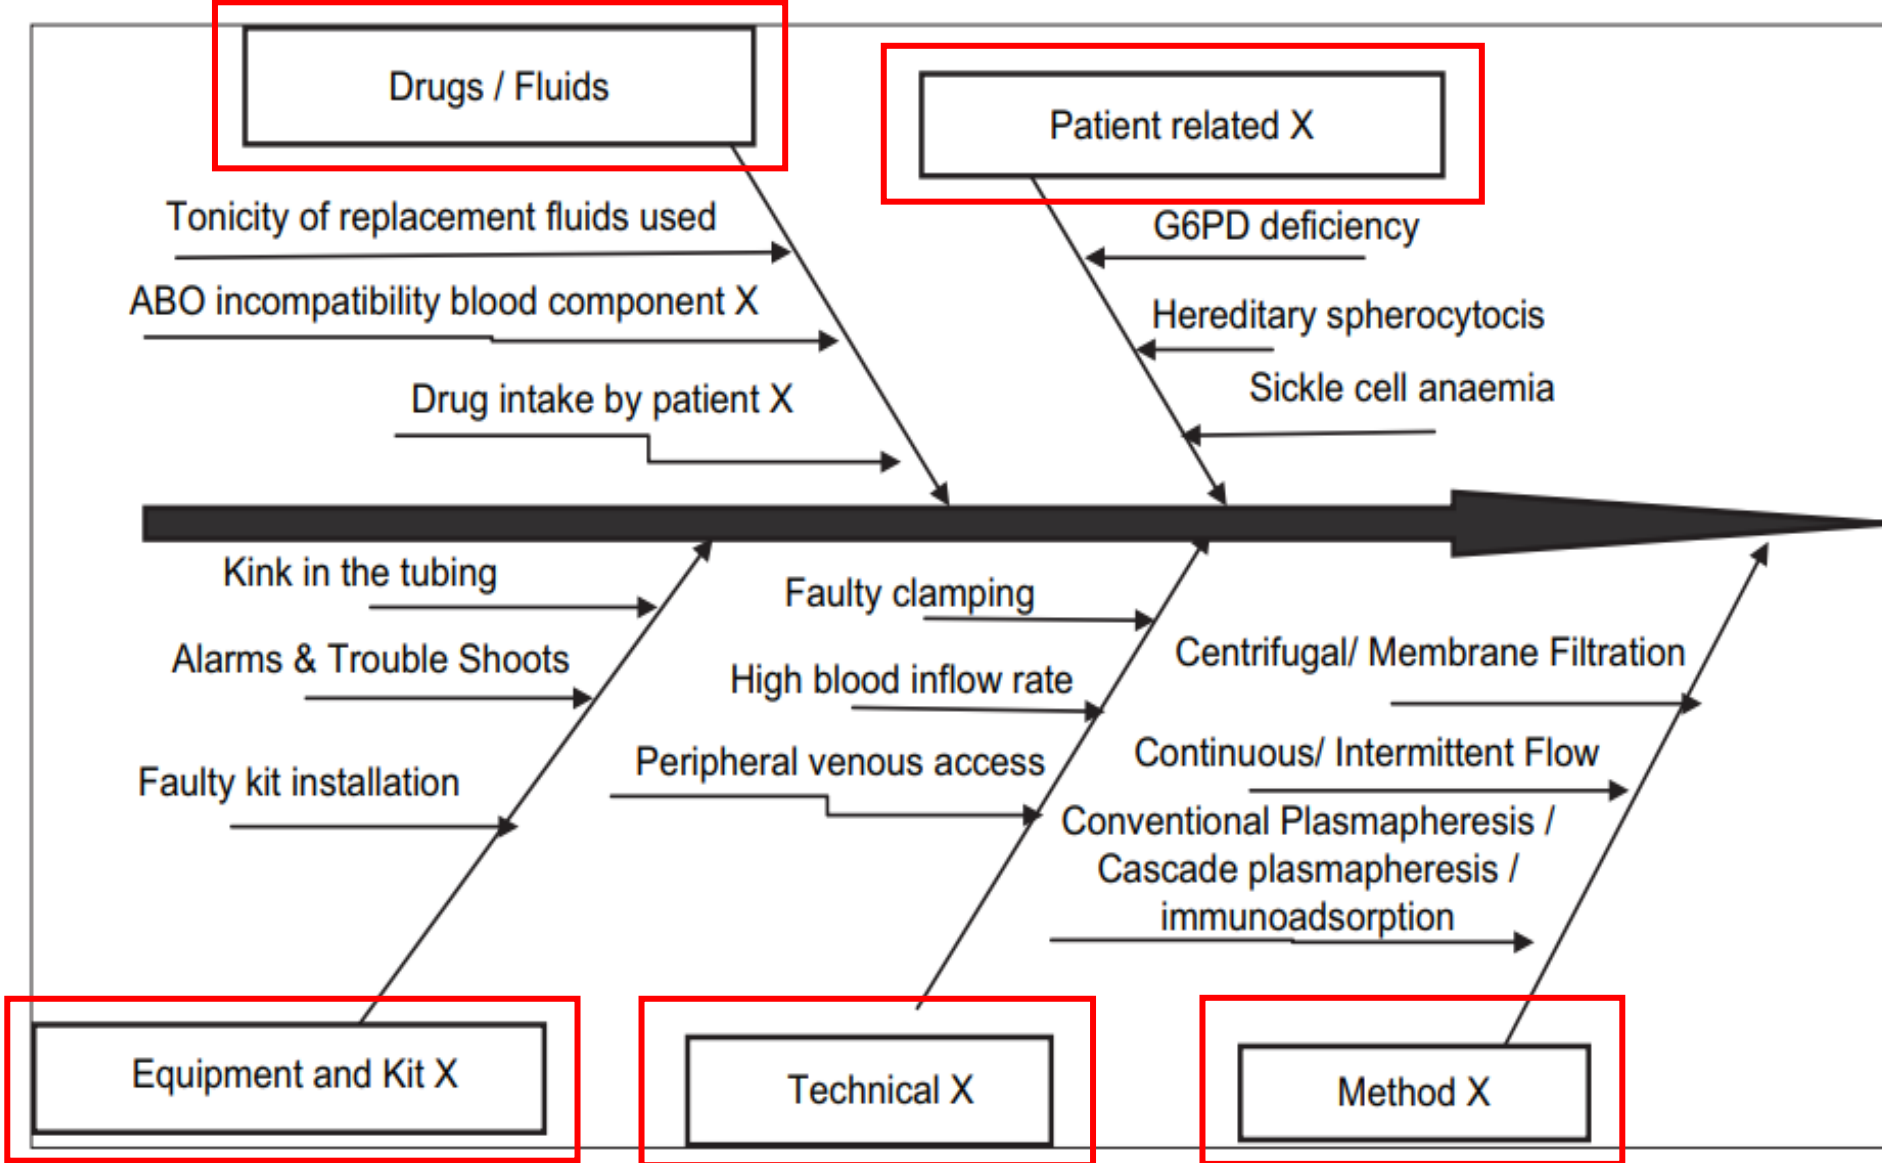 Drugs / Fluids
Patient related X
Tonicity of replacement fluids used
ABO incompatibility blood component X
Drug intake by patient X
G6PD deficiency
Hereditary spherocytocis
Sickle cell anaemia
Kink in the tubing
Alarms & Trouble Shoots
Faulty kit installation
Faulty clamping
High blood inflow rate
Peripheral venous access
Centrifugal/ Membrane Filtration
Continuous/ Intermittent Flow
Conventional Plasmapheresis /
Cascade plasmapheresis /
immunoadsorption
Equipment and Kit X
Technical X
Method X